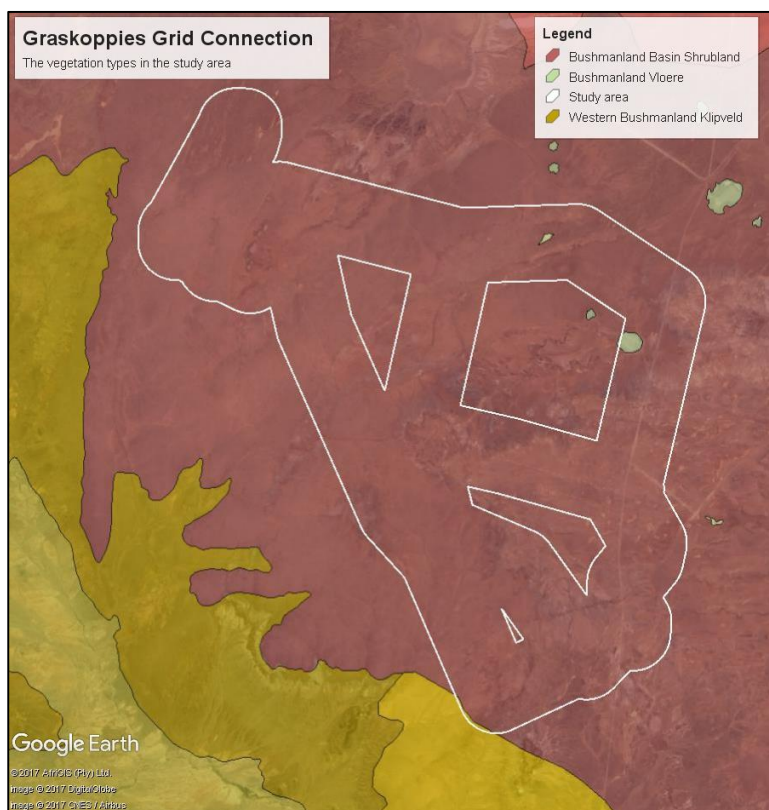 Graskoppies Grid Connection
The vegetation types in the study area
Legend
Bushmanland Basin Shrubland
Bushmanland Vloere
Study area
Western Bushmanland Klipveld
Google Earth
© 2017 AfriGIS (Pty) Ltd.
Image © 2017 DigitalGlobe
Image © 2017 CNES / Airbus